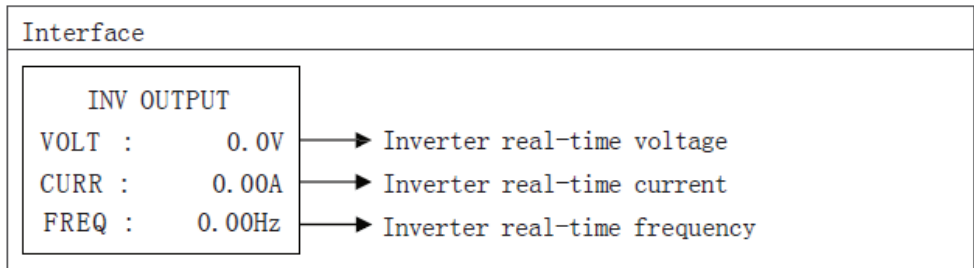 Interface
INV OUTPUT
VOLT : 0.0V Inverter real-time voltage
CURR : 0.00A Inverter real-time current
FREQ : 0.00Hz Inverter real-time frequency